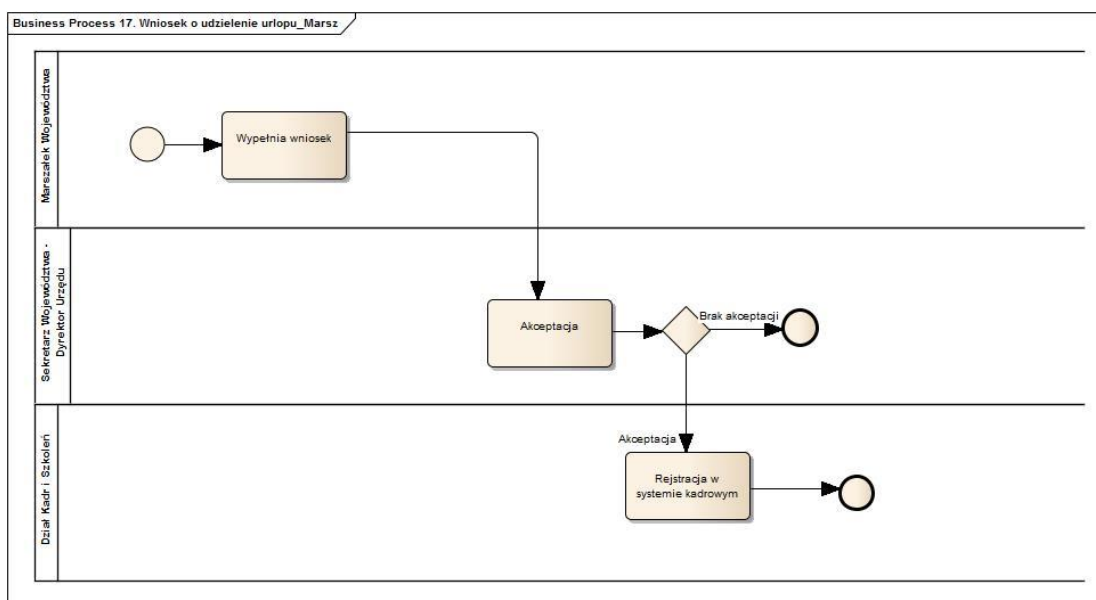 Business Process 17. Wniosek o udzielenie urlopu_Marsz
Marszałek Województwa
Wypełnia wniosek
Sekretarz Województwa -
Dyrektor Urzędu
Akceptacja
Brak akceptacji
Dział Kadr i Szkoleń
Akceptacja
Rejstracja w
systemie kadrowym